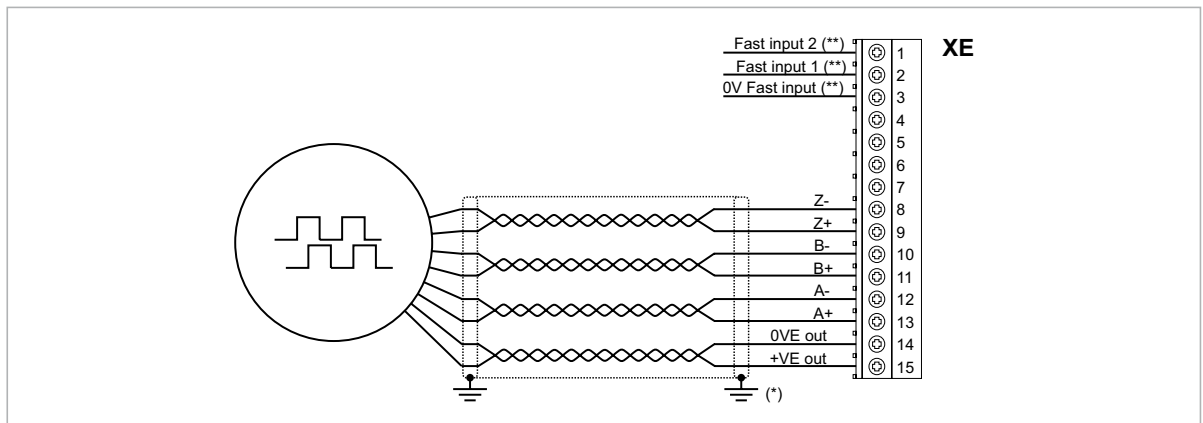 Fast input 2 (**) 1 XE
Fast input 1 (**) 2
0V Fast input (**) 3
4
5
6
7
Z- 8
Z+ 9
B- 10
B+ 11
A- 12
A+ 13
0VE out 14
+VE out 15
(*)